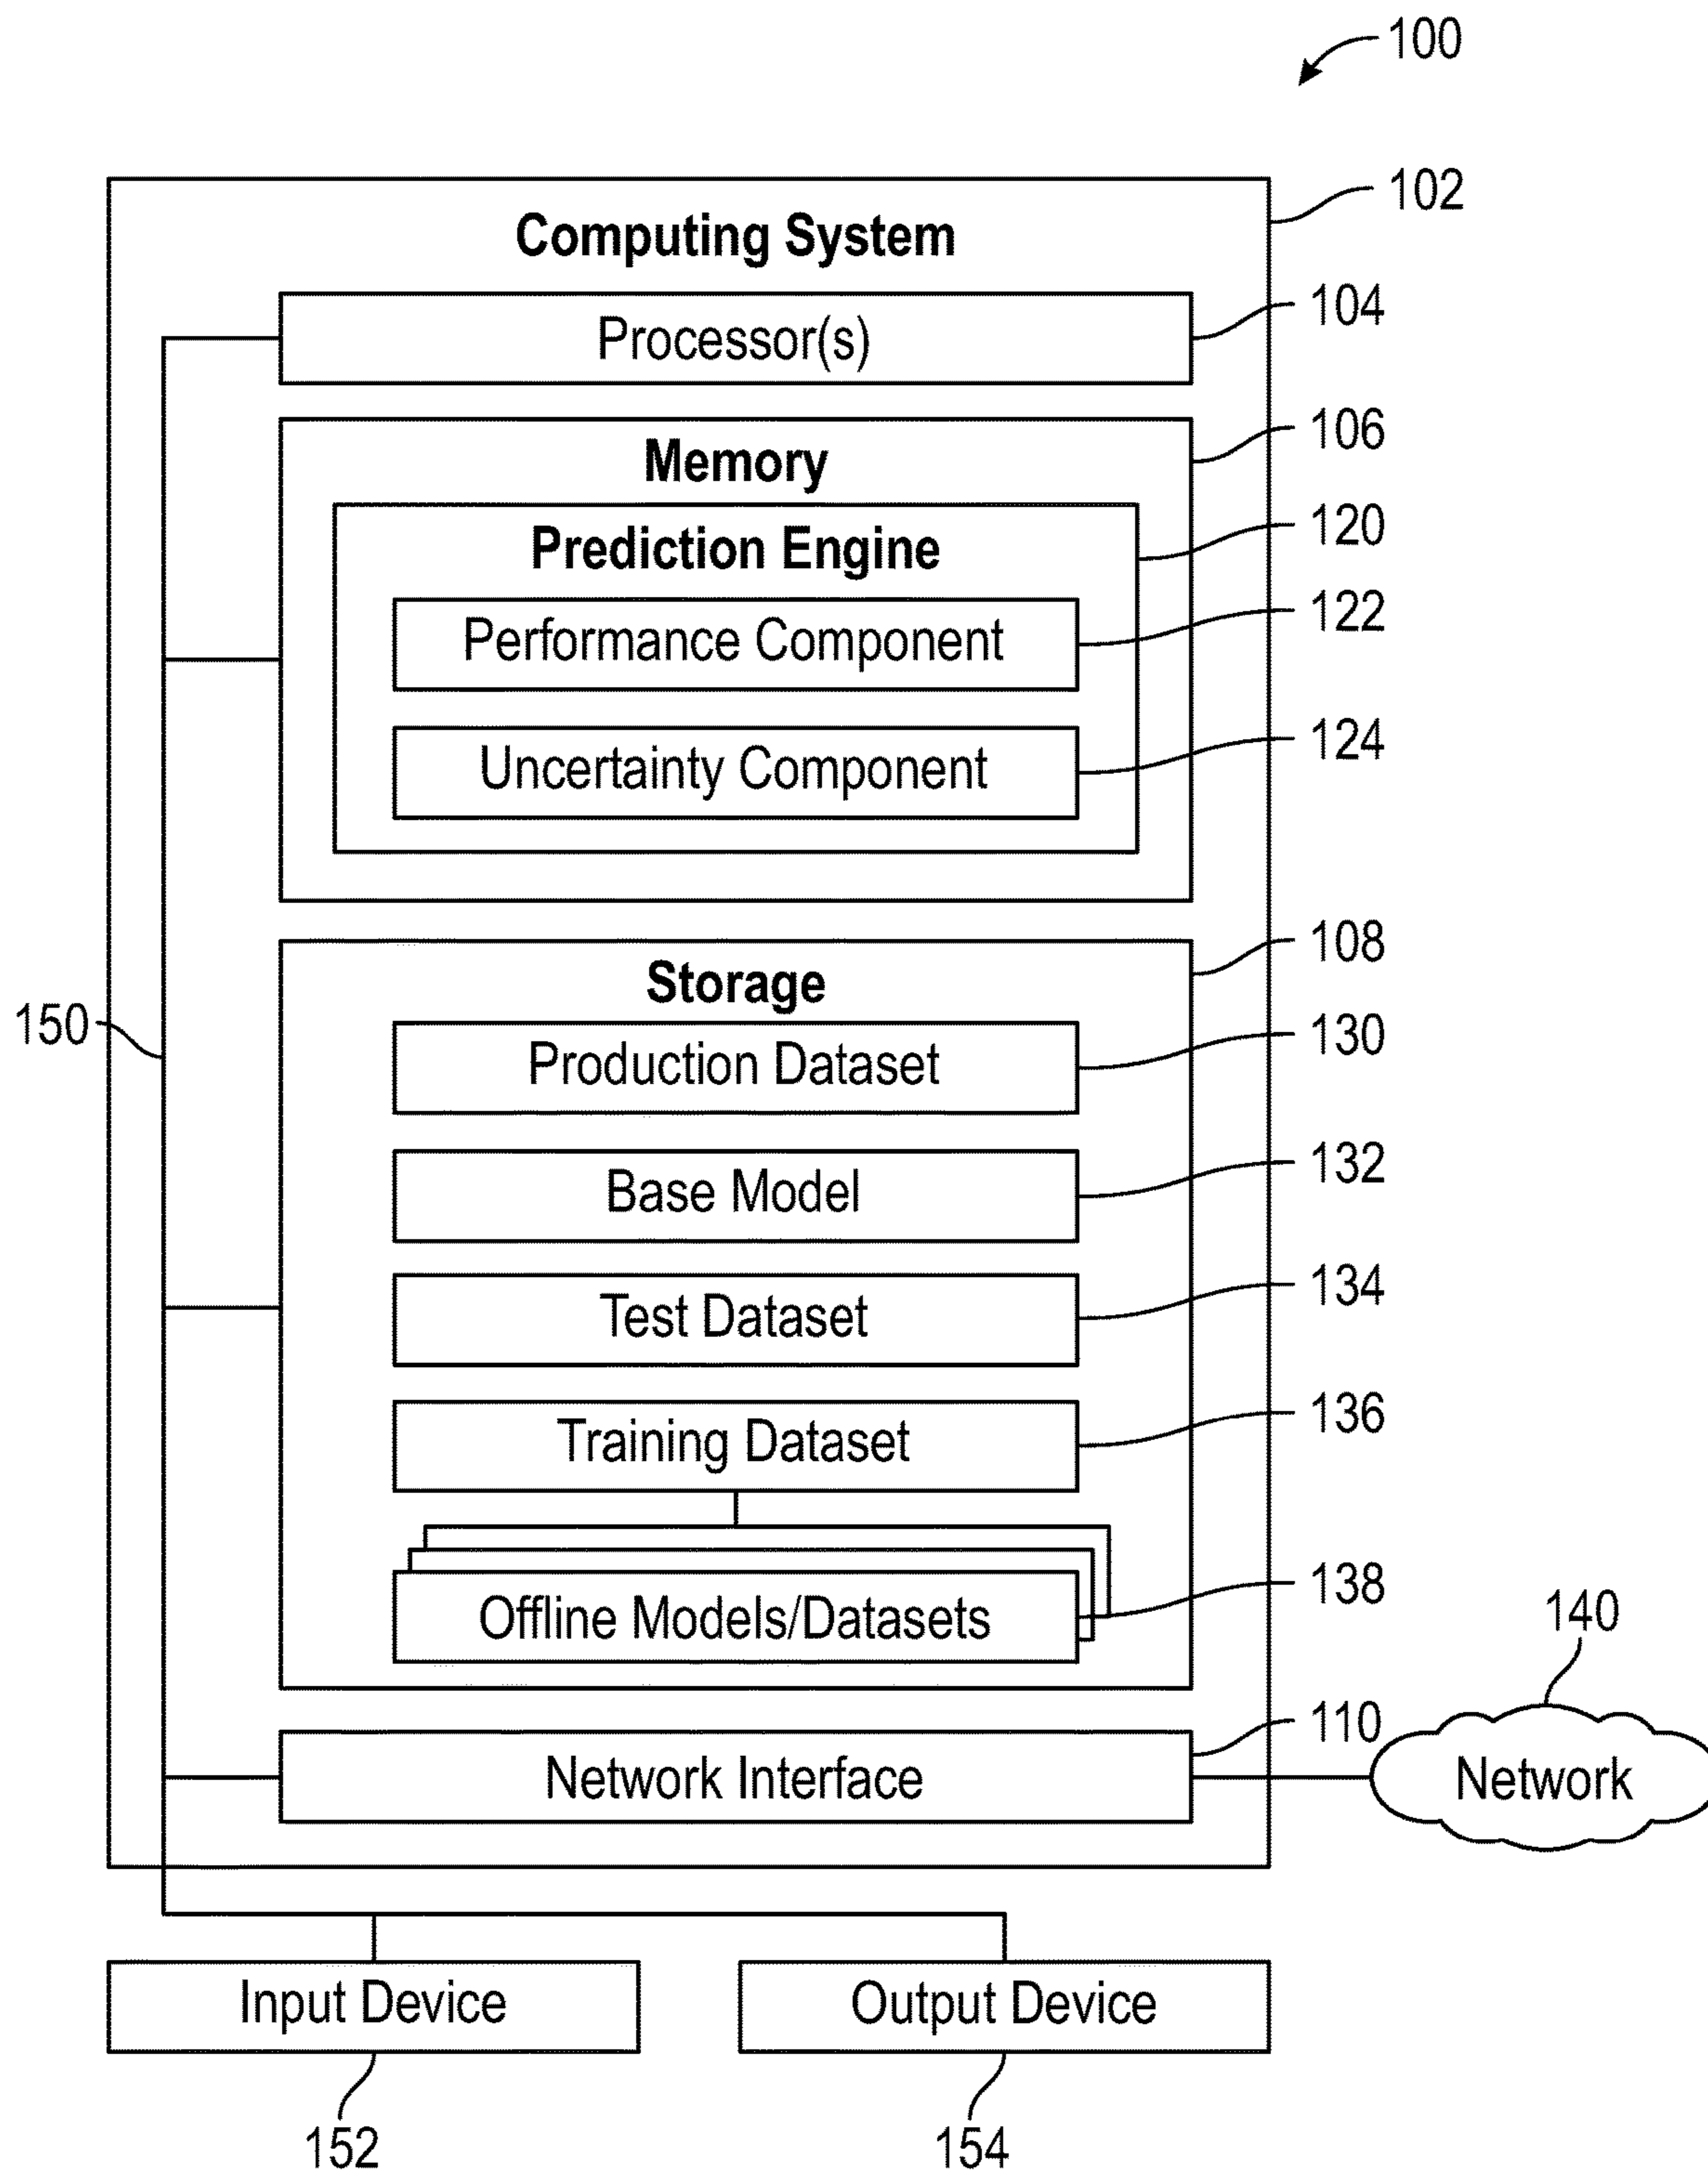 100
102
Computing System
104
Processor(s)
106
Memory
120
Prediction Engine
122
Performance Component
124
Uncertainty Component
108
Storage
150
130
Production Dataset
132
Base Model
134
Test Dataset
136
Training Dataset
138
Offline Models/Datasets
140
110
Network Interface
Network
Input Device
Output Device
152
154